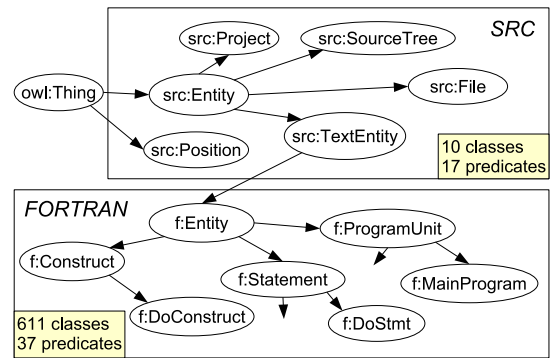 SRC
src:Project
src:SourceTree
owl:Thing
src:Entity
src:File
src:TextEntity
src:Position
10 classes
17 predicates
FORTRAN
f:Entity
f:ProgramUnit
f:Construct
f:Statement
f:MainProgram
f:DoConstruct
f:DoStmt
611 classes
37 predicates